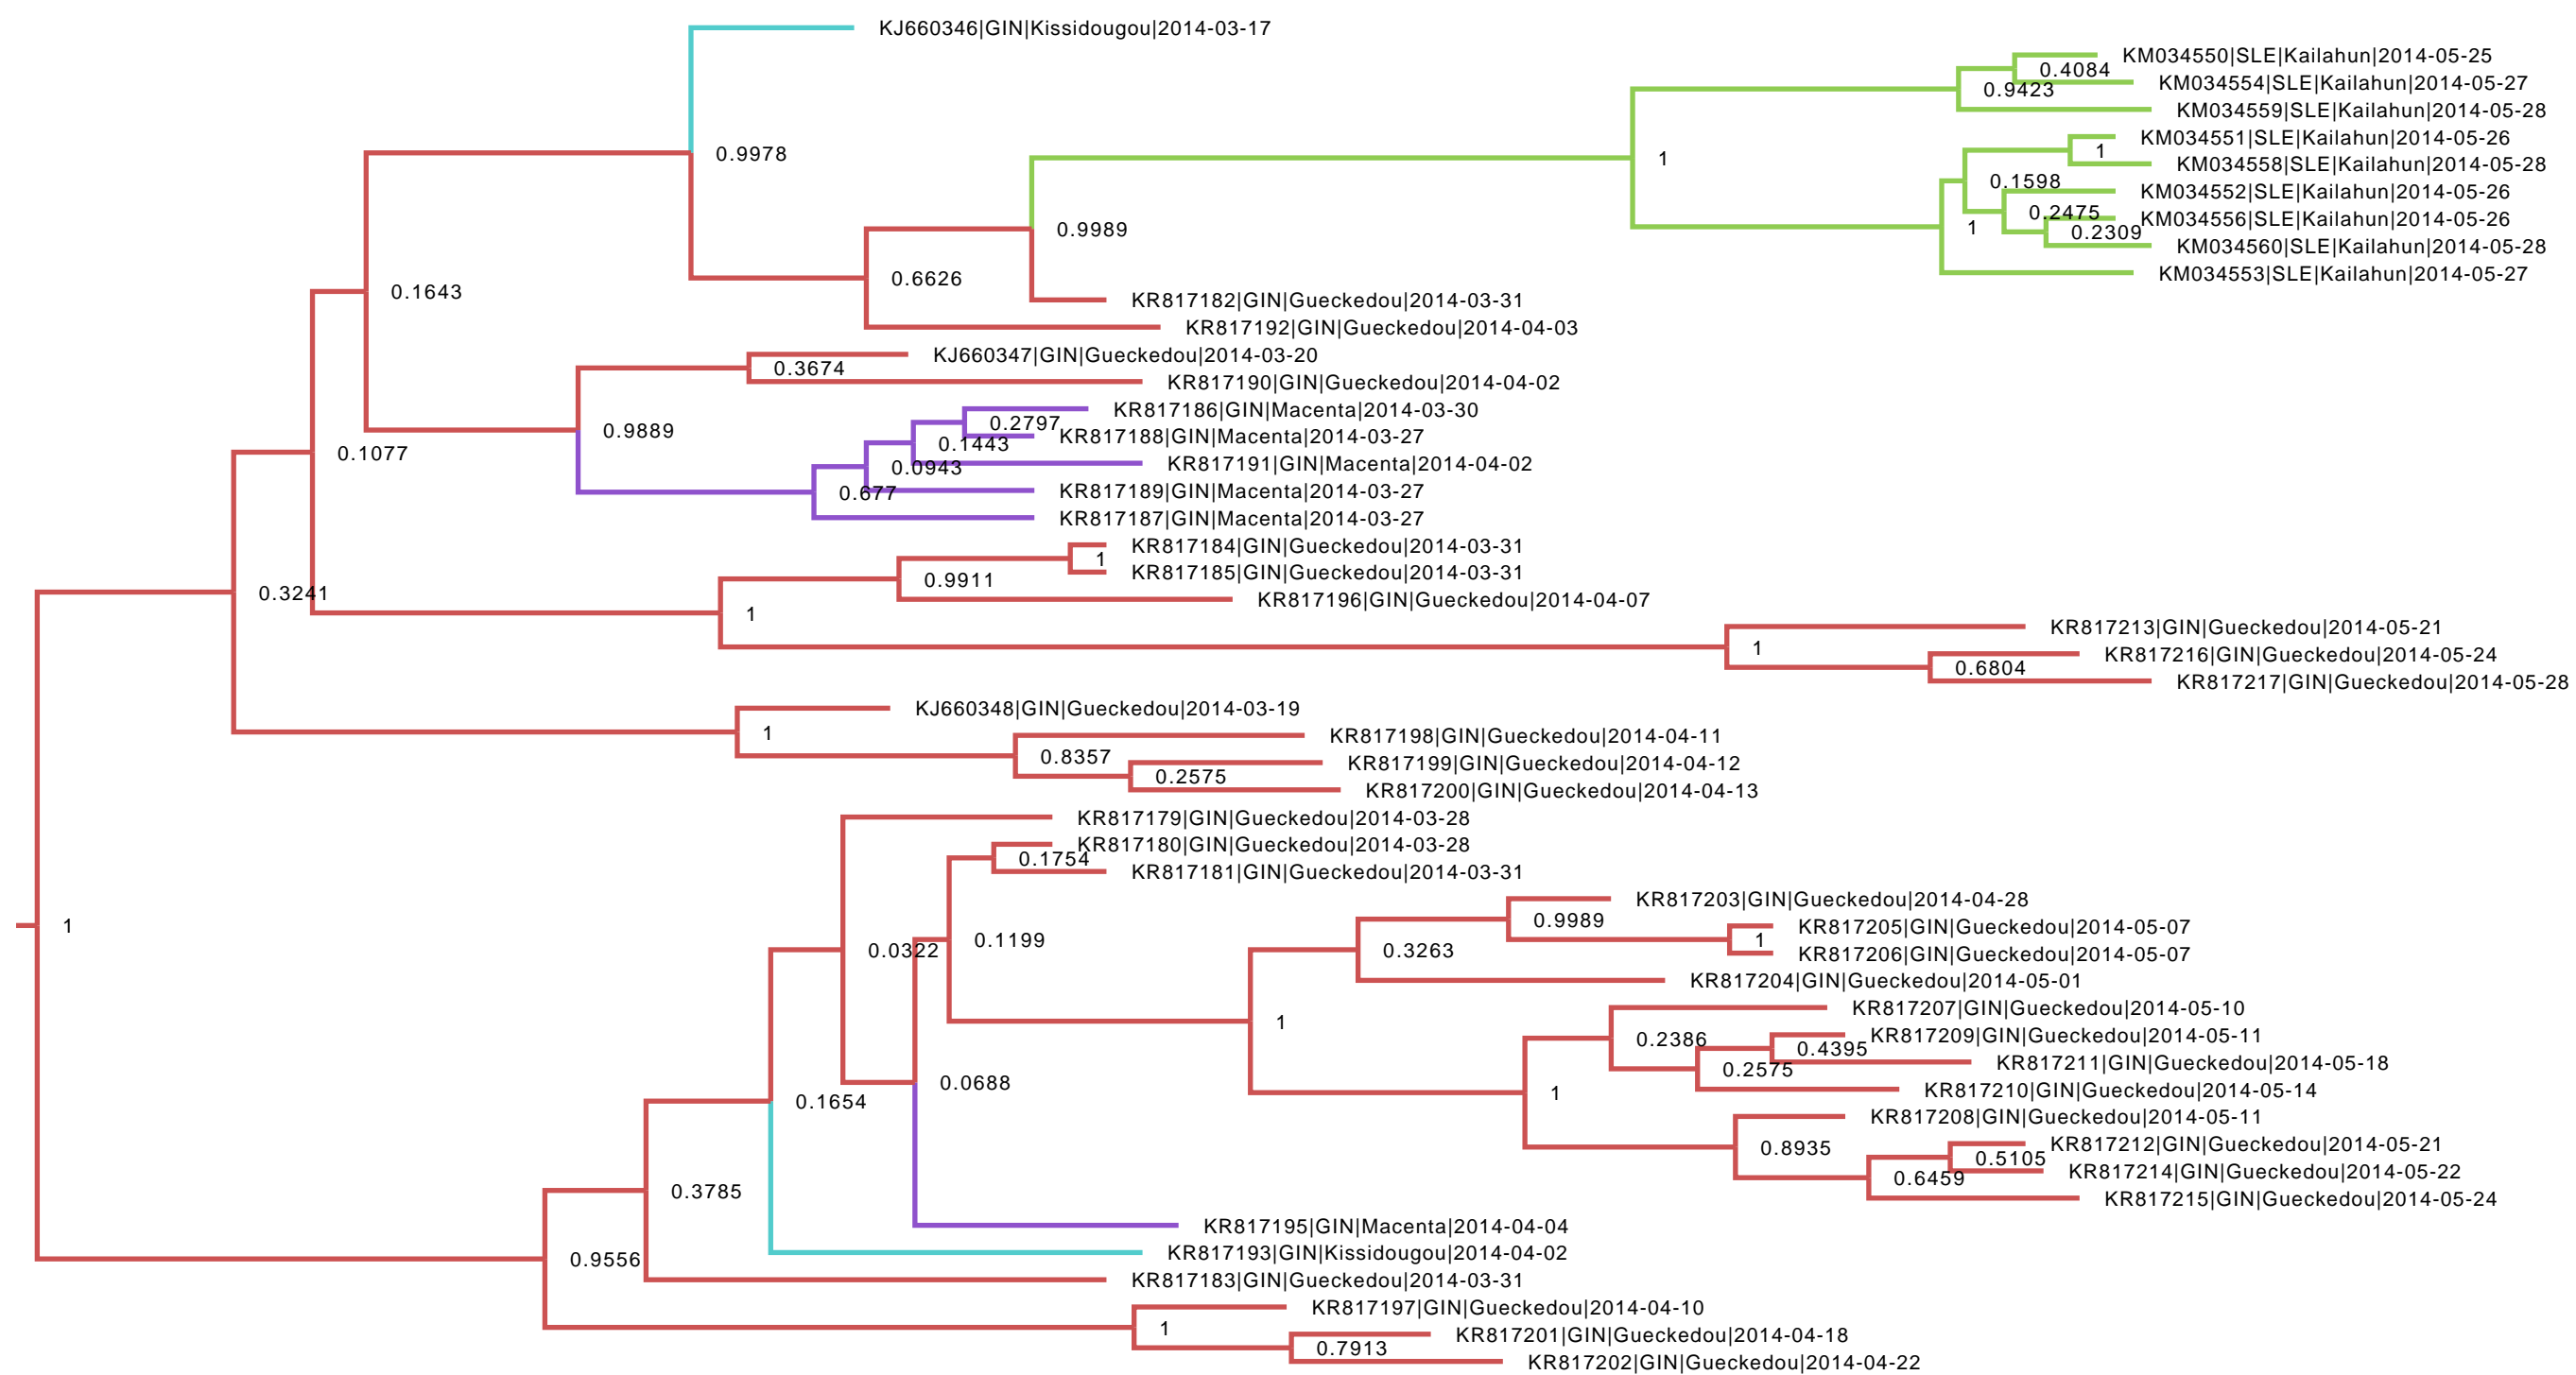 KJ660346|GIN|Kissidougou|2014-03-17
KM034550|SLE|Kailahun|2014-05-25
0.4084
KM034554|SLE|Kailahun|2014-05-27
0.9423
KM034559|SLE|Kailahun|2014-05-28
KM034551|SLE|Kailahun|2014-05-26
1
0.9978
1
KM034558|SLE|Kailahun|2014-05-28
0.1598
KM034552|SLE|Kailahun|2014-05-26
0.2475
KM034556|SLE|Kailahun|2014-05-26
0.9989
1
0.2309
KM034560|SLE|Kailahun|2014-05-28
KM034553|SLE|Kailahun|2014-05-27
0.6626
0.1643
KR817182|GIN|Gueckedou|2014-03-31
KR817192|GIN|Gueckedou|2014-04-03
KJ660347|GIN|Gueckedou|2014-03-20
0.3674
KR817190|GIN|Gueckedou|2014-04-02
KR817186|GIN|Macenta|2014-03-30
0.2797
0.9889
KR817188|GIN|Macenta|2014-03-27
0.1443
0.1077
KR817191|GIN|Macenta|2014-04-02
0.0943
KR817189|GIN|Macenta|2014-03-27
0.677
KR817187|GIN|Macenta|2014-03-27
KR817184|GIN|Gueckedou|2014-03-31
1
KR817185|GIN|Gueckedou|2014-03-31
0.9911
0.3241
KR817196|GIN|Gueckedou|2014-04-07
1
KR817213|GIN|Gueckedou|2014-05-21
1
KR817216|GIN|Gueckedou|2014-05-24
0.6804
KR817217|GIN|Gueckedou|2014-05-28
KJ660348|GIN|Gueckedou|2014-03-19
1
KR817198|GIN|Gueckedou|2014-04-11
0.8357
KR817199|GIN|Gueckedou|2014-04-12
0.2575
KR817200|GIN|Gueckedou|2014-04-13
KR817179|GIN|Gueckedou|2014-03-28
KR817180|GIN|Gueckedou|2014-03-28
0.1754
KR817181|GIN|Gueckedou|2014-03-31
KR817203|GIN|Gueckedou|2014-04-28
0.9989
1
KR817205|GIN|Gueckedou|2014-05-07
1
0.1199
0.0322
0.3263
KR817206|GIN|Gueckedou|2014-05-07
KR817204|GIN|Gueckedou|2014-05-01
KR817207|GIN|Gueckedou|2014-05-10
1
KR817209|GIN|Gueckedou|2014-05-11
0.2386
0.4395
KR817211|GIN|Gueckedou|2014-05-18
0.2575
0.0688
1
KR817210|GIN|Gueckedou|2014-05-14
0.1654
KR817208|GIN|Gueckedou|2014-05-11
0.8935
KR817212|GIN|Gueckedou|2014-05-21
0.5105
KR817214|GIN|Gueckedou|2014-05-22
0.6459
0.3785
KR817215|GIN|Gueckedou|2014-05-24
KR817195|GIN|Macenta|2014-04-04
KR817193|GIN|Kissidougou|2014-04-02
0.9556
KR817183|GIN|Gueckedou|2014-03-31
KR817197|GIN|Gueckedou|2014-04-10
1
KR817201|GIN|Gueckedou|2014-04-18
0.7913
KR817202|GIN|Gueckedou|2014-04-22